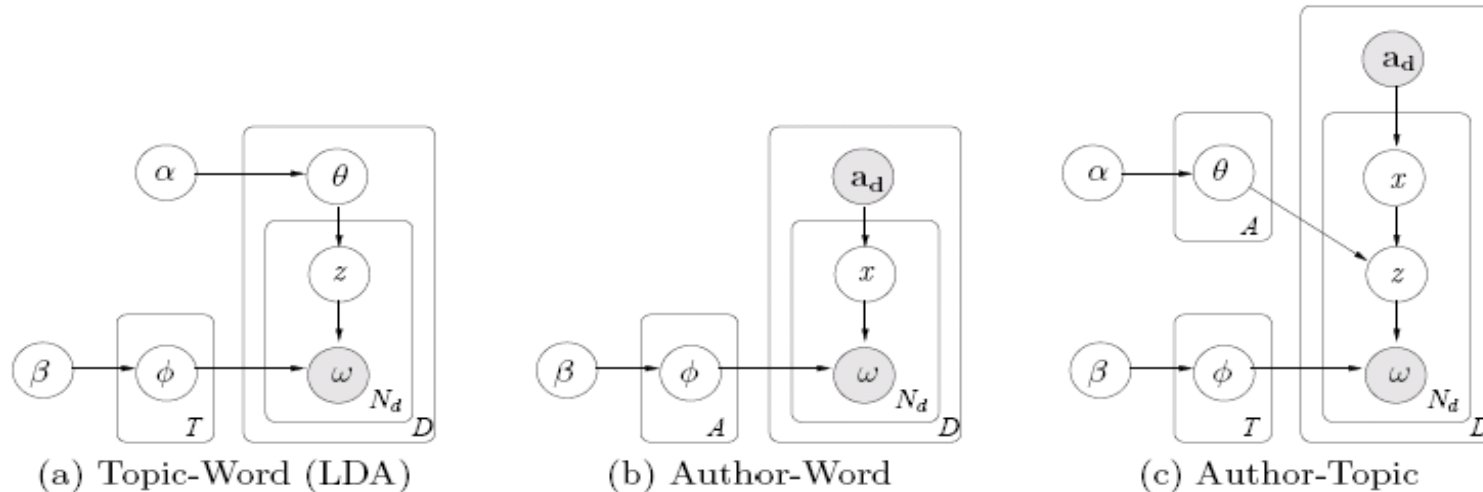 α θ
z
β ϕ ω
T N_d D
(a) Topic-Word (LDA)
a_d
x
β ϕ ω
A N_d D
(b) Author-Word
a_d
α θ x
A
z
β ϕ ω
T N_d D
(c) Author-Topic